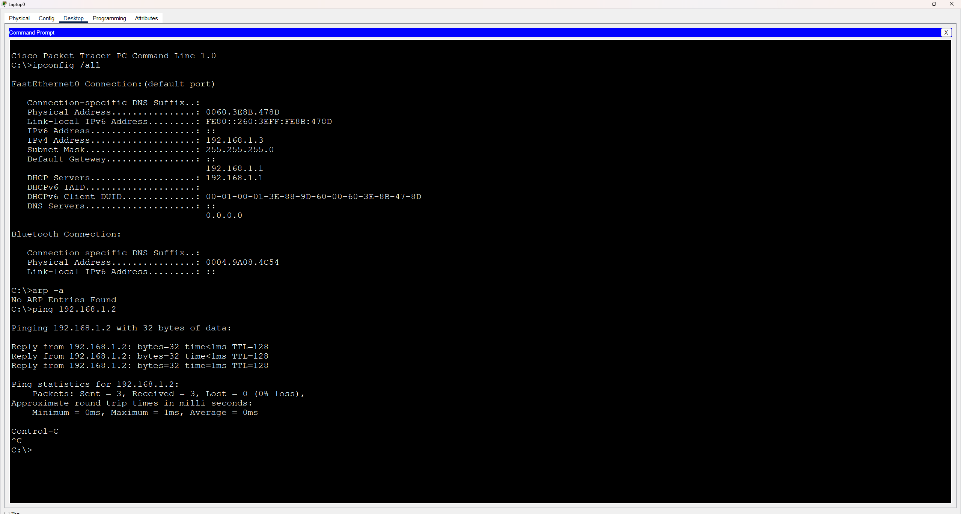 Laptop3
Physical Config Desktop Programming Attributes
Command Prompt X
Cisco Packet Tracer PC Command Line 1.0
C:\>ipconfig /all
FastEthernet0 Connection:(default port)
Connection-specific DNS Suffix..:
Physical Address................: 0060.3E8B.478D
Link-local IPv6 Address.........: FE80::260:3EFF:FE8B:478D
IPv6 Address....................: ::
IPv4 Address....................: 192.168.1.3
Subnet Mask.....................: 255.255.255.0
Default Gateway.................: ::
192.168.1.1
DHCP Servers....................: 192.168.1.1
DHCPv6 IAID.....................:
DHCPv6 Client DUID..............: 00-01-00-01-3E-88-9D-60-00-60-3E-8B-47-8D
DNS Servers.....................: ::
0.0.0.0
Bluetooth Connection:
Connection-specific DNS Suffix..:
Physical Address................: 0004.9A08.4C54
Link-local IPv6 Address.........: ::
C:\>arp -a
No ARP Entries Found
C:\>ping 192.168.1.2
Pinging 192.168.1.2 with 32 bytes of data:
Reply from 192.168.1.2: bytes=32 time<1ms TTL=128
Reply from 192.168.1.2: bytes=32 time<1ms TTL=128
Reply from 192.168.1.2: bytes=32 time=1ms TTL=128
Ping statistics for 192.168.1.2:
Packets: Sent = 3, Received = 3, Lost = 0 (0% loss),
Approximate round trip times in milli-seconds:
Minimum = 0ms, Maximum = 1ms, Average = 0ms
Control-C
^C
C:\>